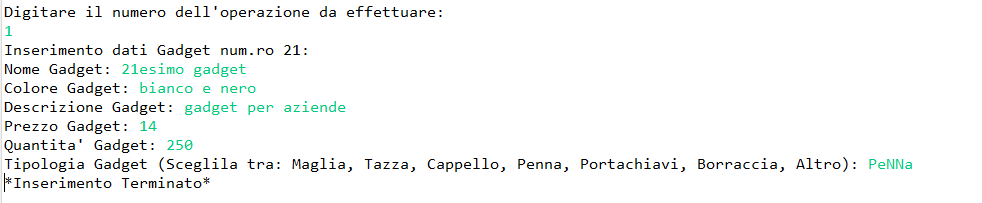 Digitare il numero dell'operazione da effettuare:
1
Inserimento dati Gadget num.ro 21:
Nome Gadget: 21esimo gadget
Colore Gadget: bianco e nero
Descrizione Gadget: gadget per aziende
Prezzo Gadget: 14
Quantita' Gadget: 250
Tipologia Gadget (Sceglila tra: Maglia, Tazza, Cappello, Penna, Portachiavi, Borraccia, Altro): PeNNa
*Inserimento Terminato*